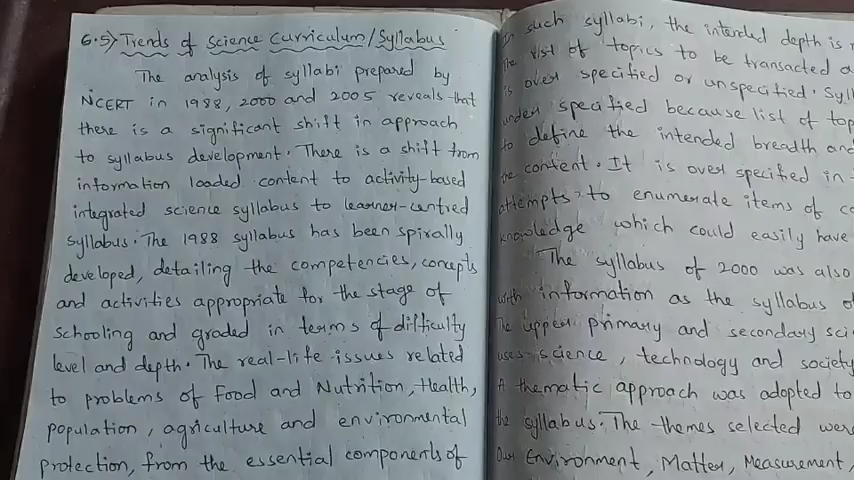 6.5) Trends of Science Curriculum/Syllabus
The analysis of syllabi prepared by
NCERT in 1988, 2000 and 2005 reveals that
there is a significant shift in approach
to syllabus development. There is a shift from
information loaded content to activity-based
integrated science syllabus to learner-centred
syllabus. The 1988 syllabus has been spirally
developed, detailing the competencies, concepts
and activities appropriate for the stage of
schooling and graded in terms of difficulty
level and depth. The real-life issues related
to problems of Food and Nutrition, Health,
population, agriculture and environmental
protection, from the essential components of
In such syllabi, the intended depth is
The list of topics to be transacted
is over specified or unspecified.
under specified because list of
to define the intended breadth
the content. It is over specified in
attempts to enumerate items of
knowledge which could easily have
The syllabus of 2000 was also
with information as the syllabus
The upper primary and secondary
uses science, technology and society
A thematic approach was adopted to
the syllabus. The themes selected were
Our Environment, Matter, Measurement,